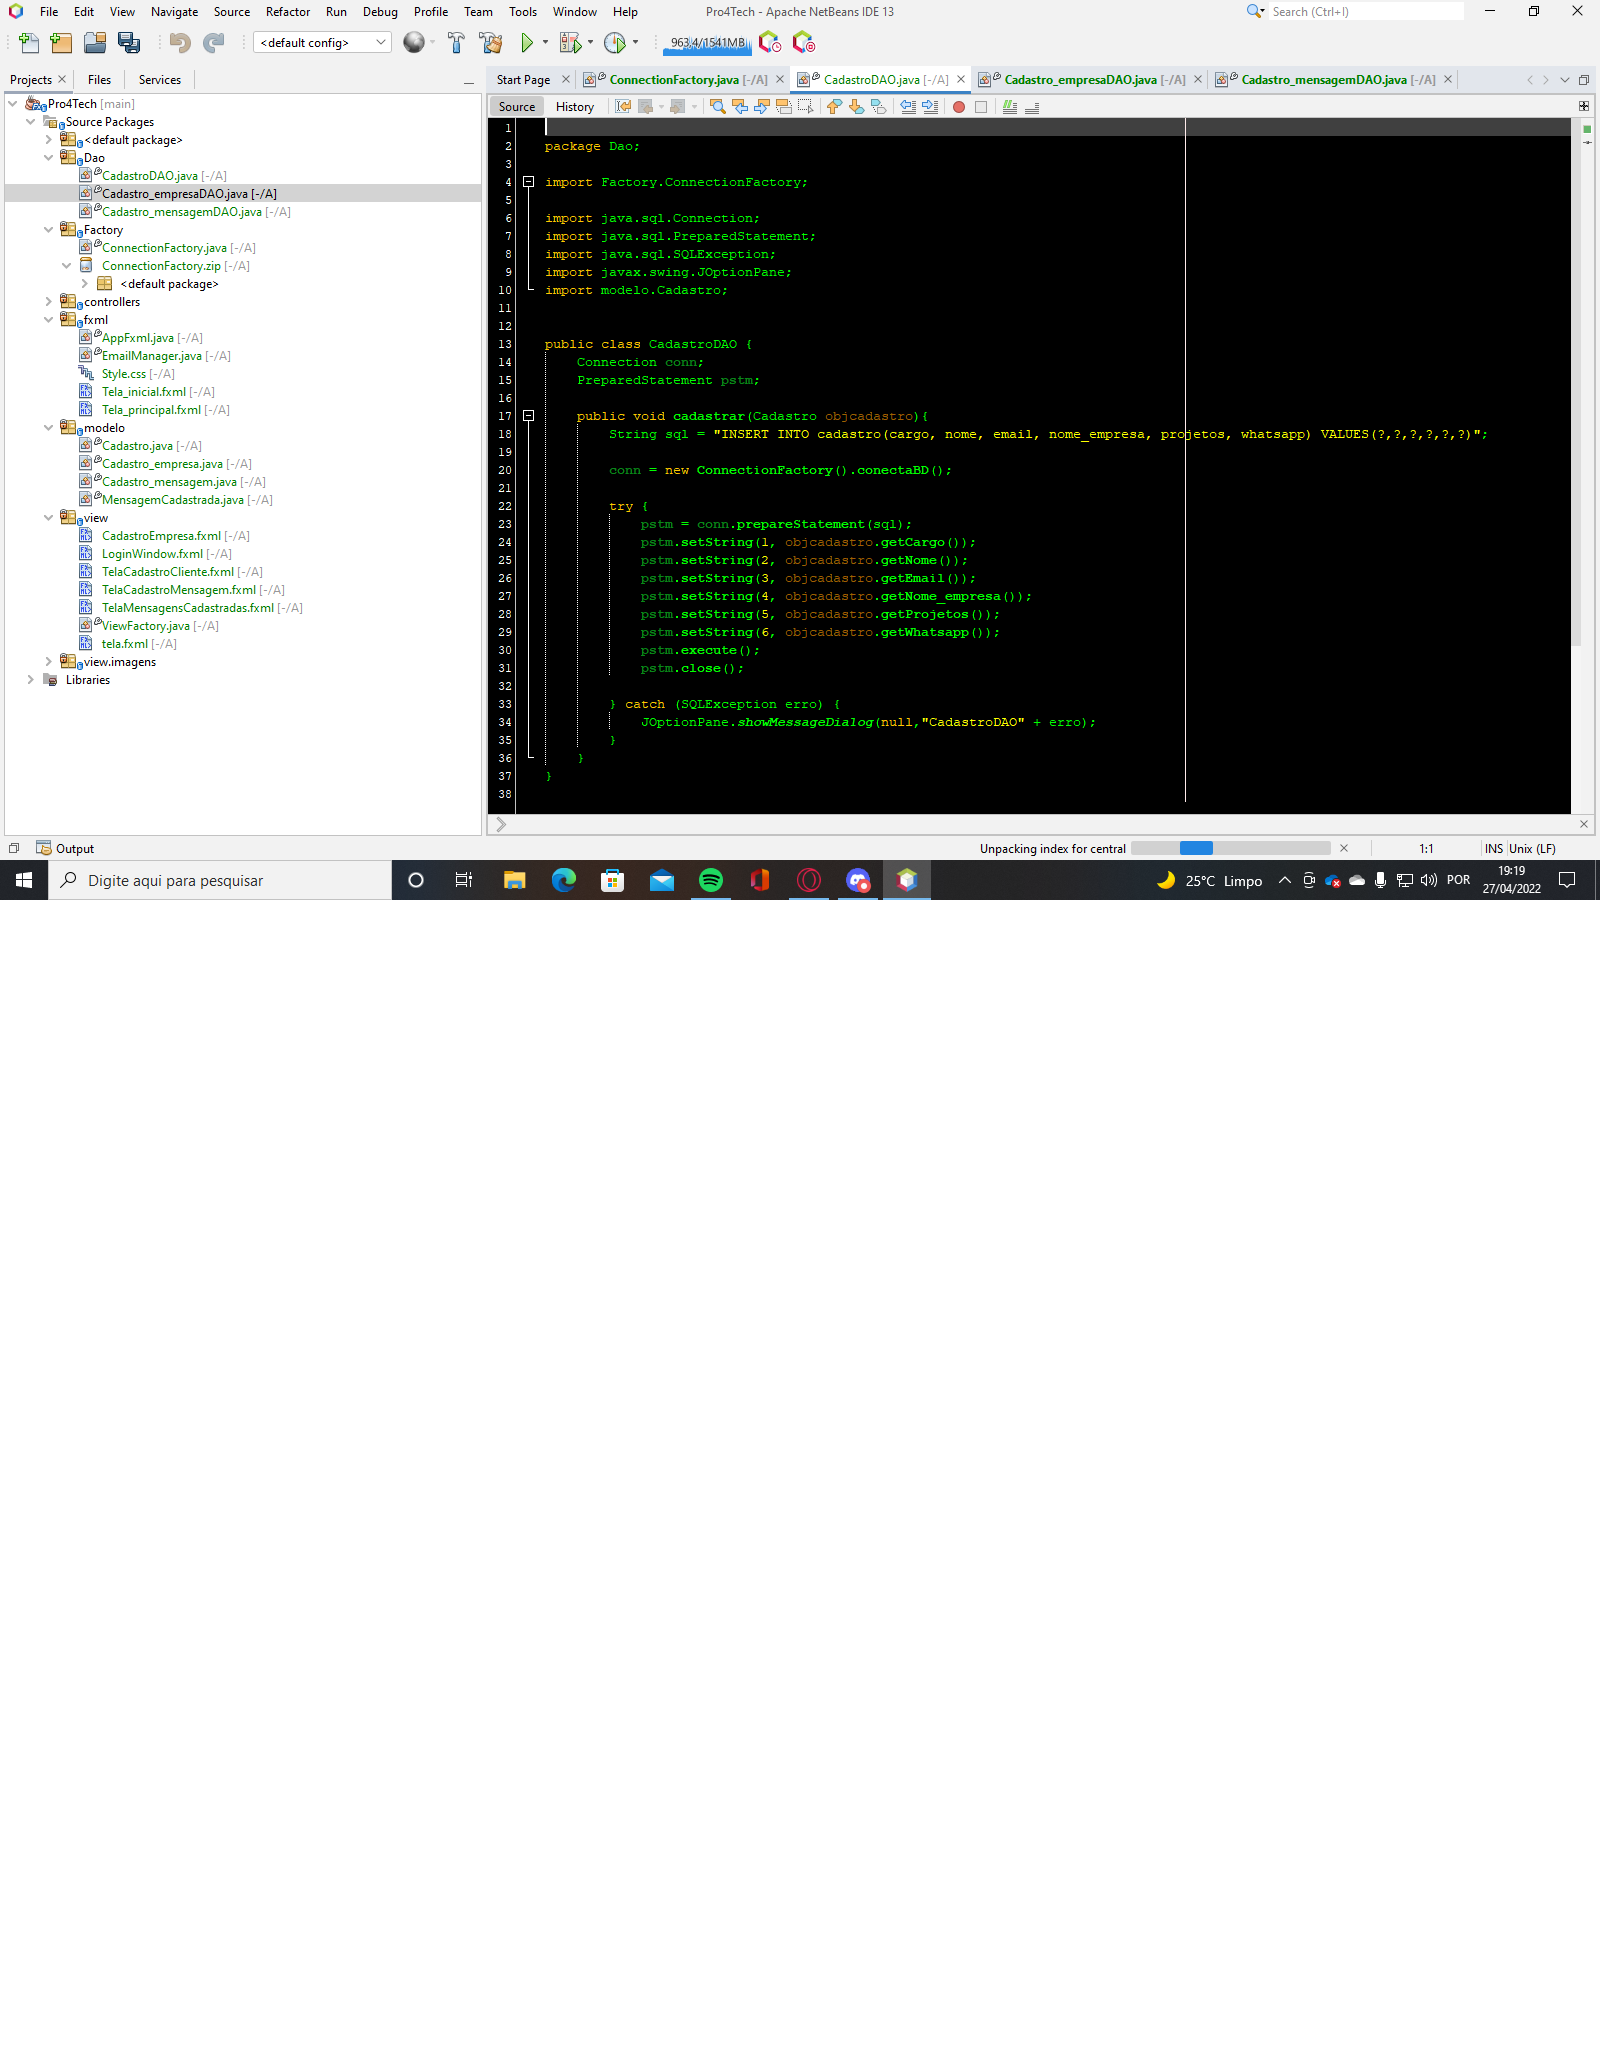 File Edit View Navigate Source Refactor Run Debug Profile Team Tools Window Help Pro4Tech - Apache NetBeans IDE 13 Search (Ctrl+I)
<default config> 963,4/1541MB
Projects Files Services
Pro4Tech [main]
Source Packages
<default package>
Dao
CadastroDAO.java [-/A]
Cadastro_empresaDAO.java [-/A]
Cadastro_mensagemDAO.java [-/A]
Factory
ConnectionFactory.java [-/A]
ConnectionFactory.zip [-/A]
<default package>
controllers
fxml
AppFxml.java [-/A]
EmailManager.java [-/A]
Style.css [-/A]
Tela_inicial.fxml [-/A]
Tela_principal.fxml [-/A]
modelo
Cadastro.java [-/A]
Cadastro_empresa.java [-/A]
Cadastro_mensagem.java [-/A]
MensagemCadastrada.java [-/A]
view
CadastroEmpresa.fxml [-/A]
LoginWindow.fxml [-/A]
TelaCadastroCliente.fxml [-/A]
TelaCadastroMensagem.fxml [-/A]
TelaMensagensCadastradas.fxml [-/A]
ViewFactory.java [-/A]
tela.fxml [-/A]
view.imagens
Libraries
Start Page ConnectionFactory.java [-/A] CadastroDAO.java [-/A] Cadastro_empresaDAO.java [-/A] Cadastro_mensagemDAO.java [-/A]
Source History
1
2 package Dao;
3
4 import Factory.ConnectionFactory;
5
6 import java.sql.Connection;
7 import java.sql.PreparedStatement;
8 import java.sql.SQLException;
9 import javax.swing.JOptionPane;
10 import modelo.Cadastro;
11
12
13 public class CadastroDAO {
14 Connection conn;
15 PreparedStatement pstm;
16
17 public void cadastrar(Cadastro objcadastro){
18 String sql = "INSERT INTO cadastro(cargo, nome, email, nome_empresa, projetos, whatsapp) VALUES(?,?,?,?,?,?)";
19
20 conn = new ConnectionFactory().conectaBD();
21
22 try {
23 pstm = conn.prepareStatement(sql);
24 pstm.setString(1, objcadastro.getCargo());
25 pstm.setString(2, objcadastro.getNome());
26 pstm.setString(3, objcadastro.getEmail());
27 pstm.setString(4, objcadastro.getNome_empresa());
28 pstm.setString(5, objcadastro.getProjetos());
29 pstm.setString(6, objcadastro.getWhatsapp());
30 pstm.execute();
31 pstm.close();
32
33 } catch (SQLException erro) {
34 JOptionPane.showMessageDialog(null,"CadastroDAO" + erro);
35 }
36 }
37 }
38
Output Unpacking index for central 1:1 INS Unix (LF)
Digite aqui para pesquisar 25°C Limpo POR 19:19
27/04/2022